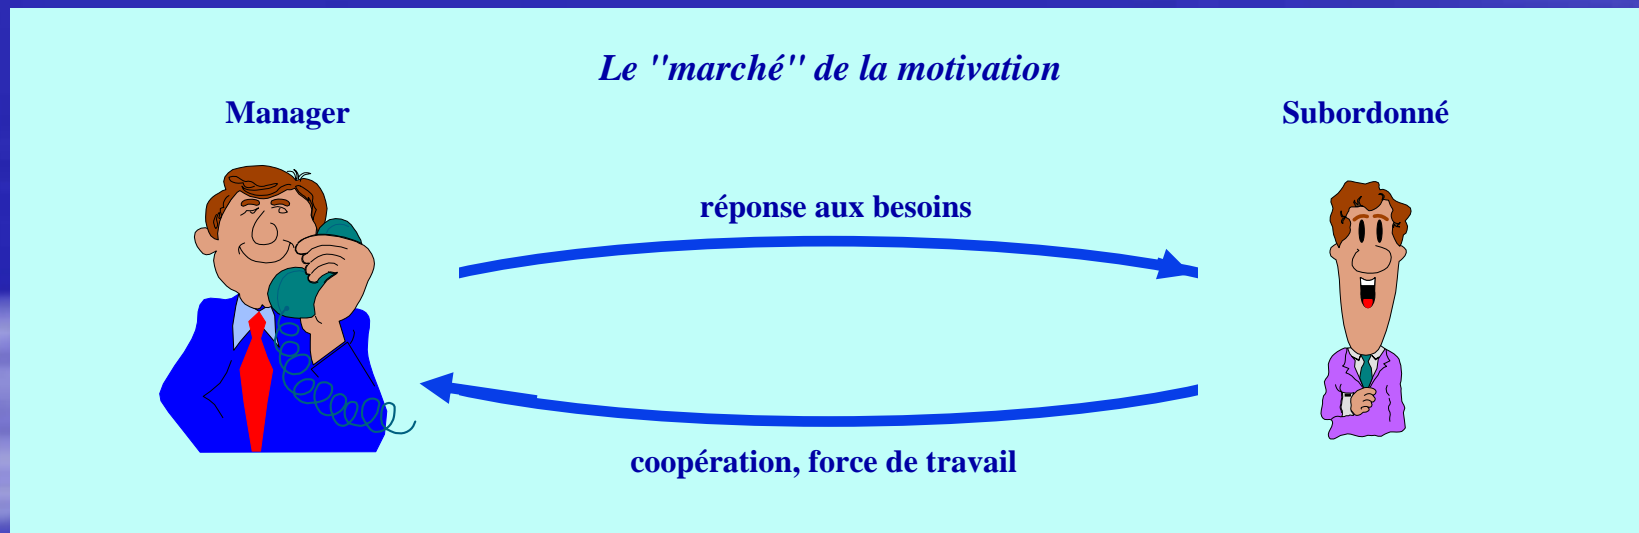 Le "marché" de la motivation
Manager
Subordonné
réponse aux besoins
coopération, force de travail